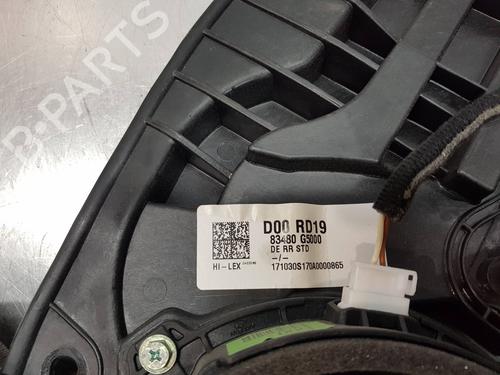 B-PARTS
D00 RD19
83480 G5000
DE RR STD
-/-
HI-LEX
171030S170A0000865